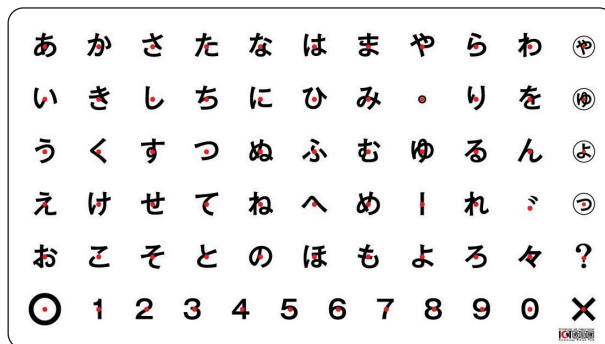 あ か さ た な は ま や ら わ ゃ
い き し ち に ひ み ・ り を ゅ
う く す つ ぬ ふ む ゆ る ん ょ
え け せ て ね へ め ー れ ゛ っ
お こ そ と の ほ も よ ろ 々 ?
〇 1 2 3 4 5 6 7 8 9 0 ×